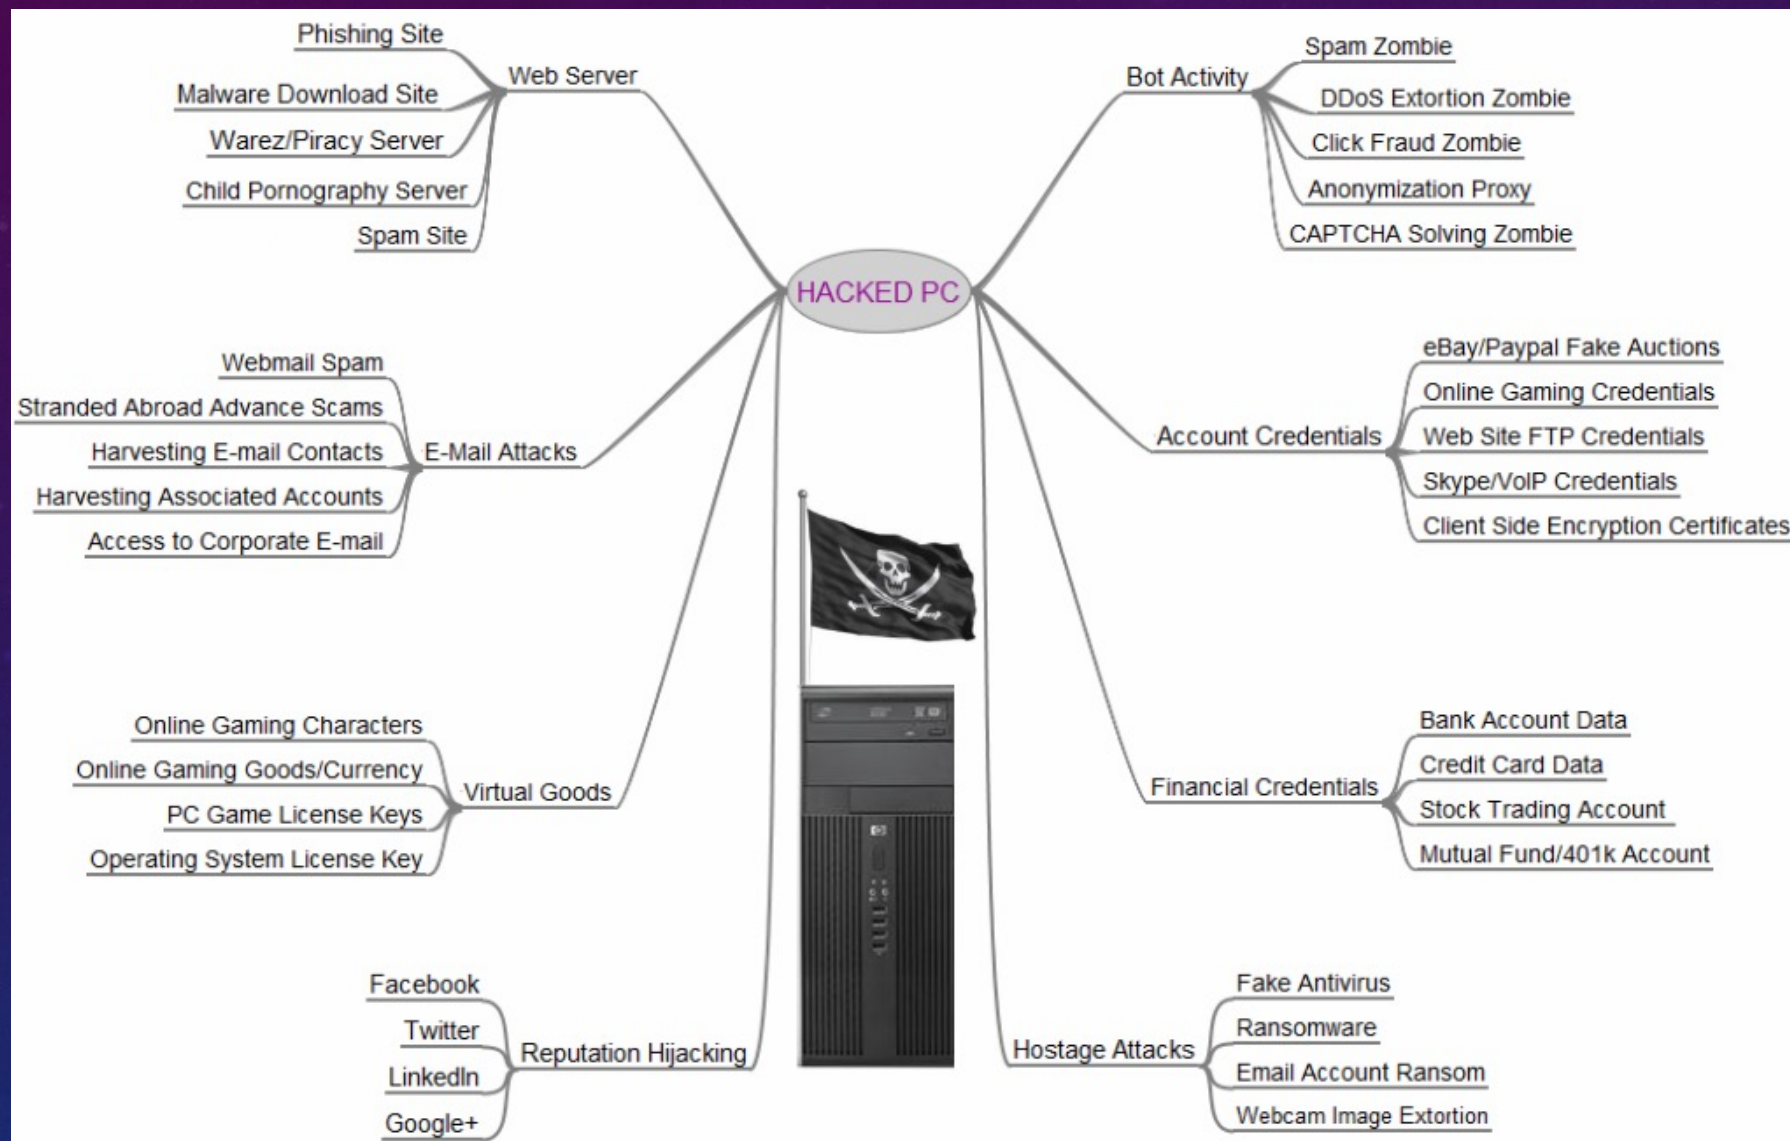 HACKED PC
Web Server
Phishing Site
Malware Download Site
Warez/Piracy Server
Child Pornography Server
Spam Site
E-Mail Attacks
Webmail Spam
Stranded Abroad Advance Scams
Harvesting E-mail Contacts
Harvesting Associated Accounts
Access to Corporate E-mail
Virtual Goods
Online Gaming Characters
Online Gaming Goods/Currency
PC Game License Keys
Operating System License Key
Reputation Hijacking
Facebook
Twitter
LinkedIn
Google+
Bot Activity
Spam Zombie
DDoS Extortion Zombie
Click Fraud Zombie
Anonymization Proxy
CAPTCHA Solving Zombie
Account Credentials
eBay/Paypal Fake Auctions
Online Gaming Credentials
Web Site FTP Credentials
Skype/VoIP Credentials
Client Side Encryption Certificates
Financial Credentials
Bank Account Data
Credit Card Data
Stock Trading Account
Mutual Fund/401k Account
Hostage Attacks
Fake Antivirus
Ransomware
Email Account Ransom
Webcam Image Extortion
hp